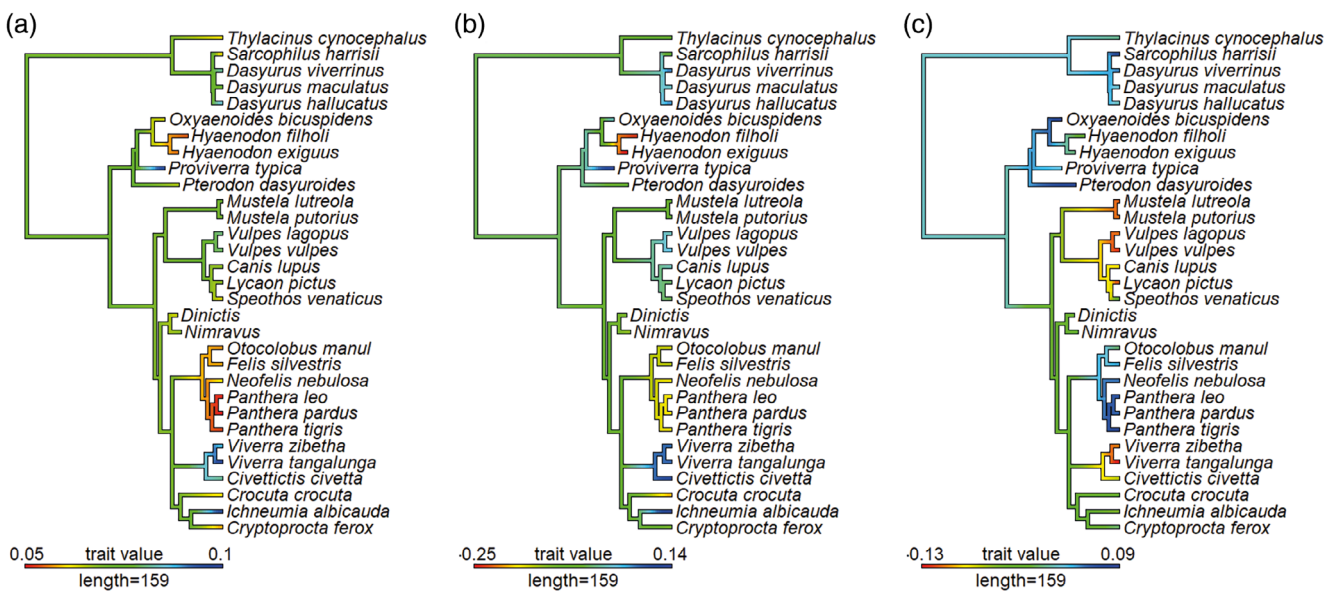 (a)
Thylacinus cynocephalus
Sarcophilus harrisii
Dasyurus viverrinus
Dasyurus maculatus
Dasyurus hallucatus
Oxyaenoides bicuspidens
Hyaenodon filholi
Hyaenodon exiguus
Proviverra typica
Pterodon dasyuroides
Mustela lutreola
Mustela putorius
Vulpes lagopus
Vulpes vulpes
Canis lupus
Lycaon pictus
Speothos venaticus
Dinictis
Nimravus
Otocolobus manul
Felis silvestris
Neofelis nebulosa
Panthera leo
Panthera pardus
Panthera tigris
Viverra zibetha
Viverra tangalunga
Civettictis civetta
Crocuta crocuta
Ichneumia albicauda
Cryptoprocta ferox
0.05 trait value 0.1
length=159
(b)
Thylacinus cynocephalus
Sarcophilus harrisii
Dasyurus viverrinus
Dasyurus maculatus
Dasyurus hallucatus
Oxyaenoides bicuspidens
Hyaenodon filholi
Hyaenodon exiguus
Proviverra typica
Pterodon dasyuroides
Mustela lutreola
Mustela putorius
Vulpes lagopus
Vulpes vulpes
Canis lupus
Lycaon pictus
Speothos venaticus
Dinictis
Nimravus
Otocolobus manul
Felis silvestris
Neofelis nebulosa
Panthera leo
Panthera pardus
Panthera tigris
Viverra zibetha
Viverra tangalunga
Civettictis civetta
Crocuta crocuta
Ichneumia albicauda
Cryptoprocta ferox
-0.25 trait value 0.14
length=159
(c)
Thylacinus cynocephalus
Sarcophilus harrisii
Dasyurus viverrinus
Dasyurus maculatus
Dasyurus hallucatus
Oxyaenoides bicuspidens
Hyaenodon filholi
Hyaenodon exiguus
Proviverra typica
Pterodon dasyuroides
Mustela lutreola
Mustela putorius
Vulpes lagopus
Vulpes vulpes
Canis lupus
Lycaon pictus
Speothos venaticus
Dinictis
Nimravus
Otocolobus manul
Felis silvestris
Neofelis nebulosa
Panthera leo
Panthera pardus
Panthera tigris
Viverra zibetha
Viverra tangalunga
Civettictis civetta
Crocuta crocuta
Ichneumia albicauda
Cryptoprocta ferox
-0.13 trait value 0.09
length=159